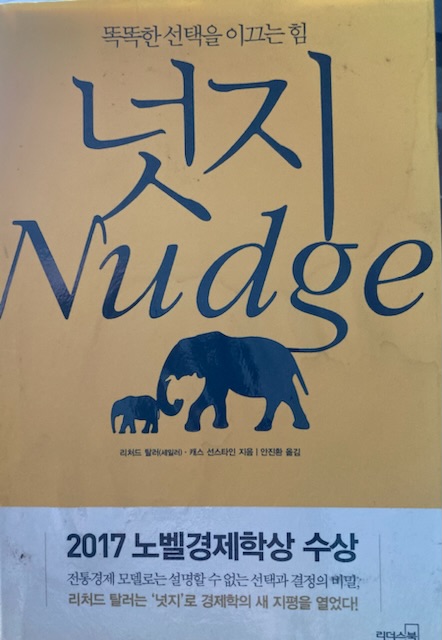 똑똑한 선택을 이끄는 힘
넛지
Nudge
리처드 탈러(세일러)·캐스 선스타인 지음 | 안진환 옮김
2017 노벨경제학상 수상
전통경제 모델로는 설명할 수 없는 선택과 결정의 비밀,
리처드 탈러는 ‘넛지’로 경제학의 새 지평을 열었다!
리더스북